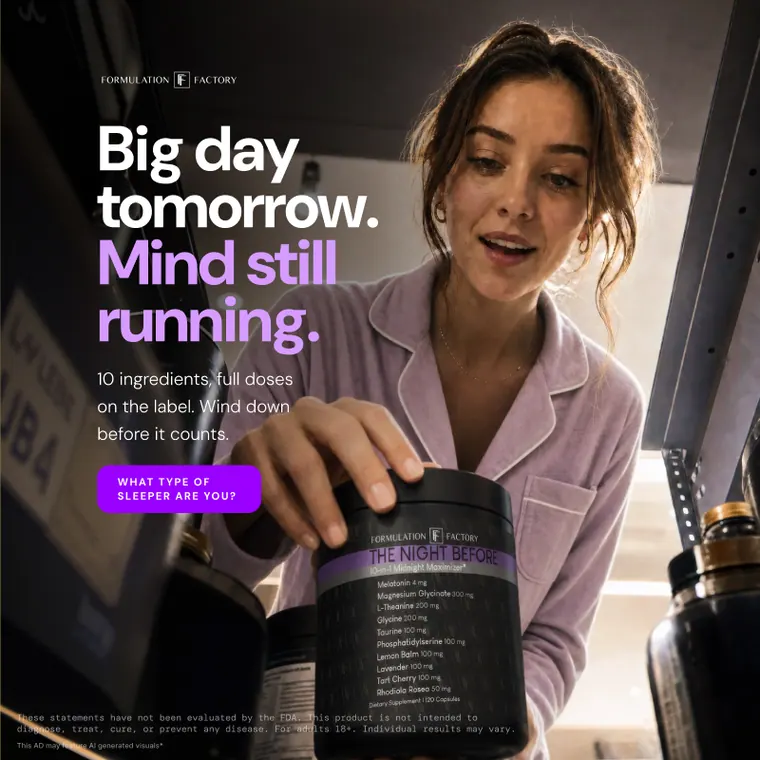 FORMULATION F FACTORY
Big day
tomorrow.
Mind still
running.
10 ingredients, full doses
on the label. Wind down
before it counts.
WHAT TYPE OF
SLEEPER ARE YOU?
FORMULATION F FACTORY
THE NIGHT BEFORE
10-in-1 Midnight Maximizer*
Melatonin 4 mg
Magnesium Glycinate 300 mg
L-Theanine 200 mg
Glycine 200 mg
Taurine 100 mg
Phosphatidylserine 100 mg
Lemon Balm 100 mg
Lavender 100 mg
Tart Cherry 100 mg
Rhodiola Rosea 50 mg
Dietary Supplement | 120 Capsules
These statements have not been evaluated by the FDA. This product is not intended to
diagnose, treat, cure, or prevent any disease. For adults 18+. Individual results may vary.
This AD may feature AI generated visuals*